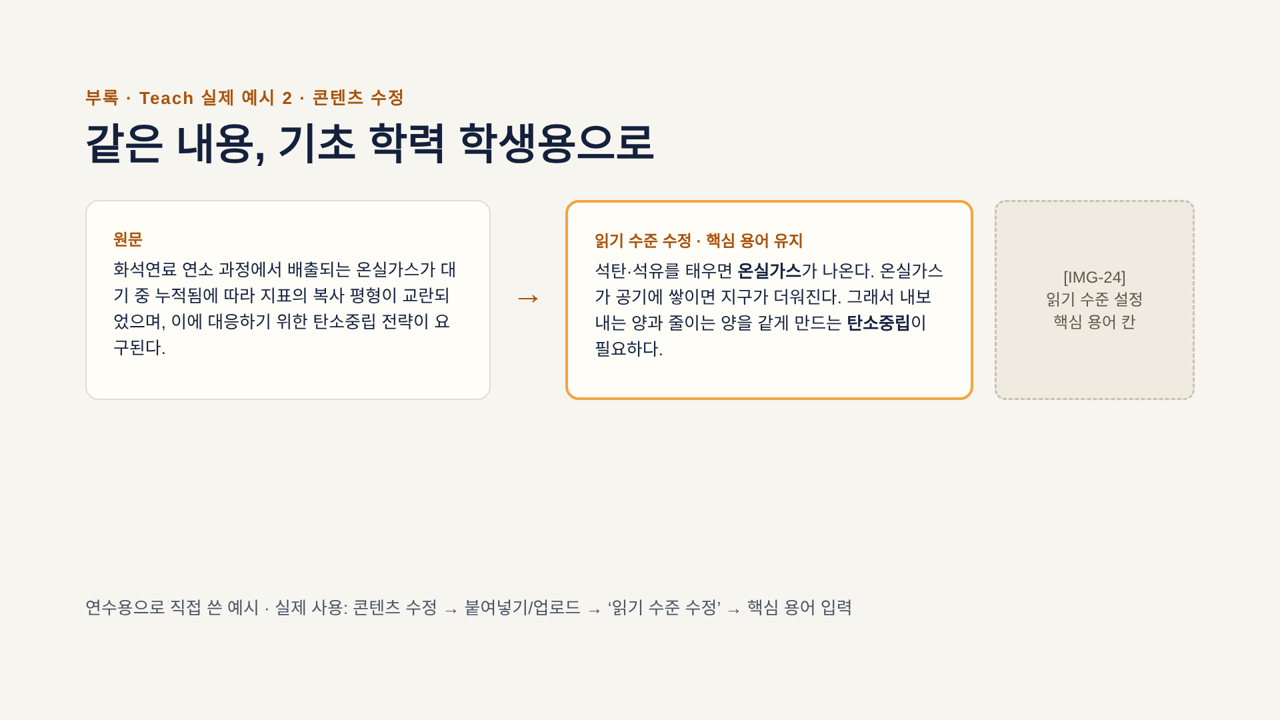 부록 · Teach 실제 예시 2 · 콘텐츠 수정
같은 내용, 기초 학력 학생용으로
원문
화석연료 연소 과정에서 배출되는 온실가스가 대
기 중 누적됨에 따라 지표의 복사 평형이 교란되
었으며, 이에 대응하기 위한 탄소중립 전략이 요
구된다.
→
읽기 수준 수정 · 핵심 용어 유지
석탄·석유를 태우면 온실가스가 나온다. 온실가스
가 공기에 쌓이면 지구가 더워진다. 그래서 내보
내는 양과 줄이는 양을 같게 만드는 탄소중립이
필요하다.
[IMG-24]
읽기 수준 설정
핵심 용어 칸
연수용으로 직접 쓴 예시 · 실제 사용: 콘텐츠 수정 → 붙여넣기/업로드 → ‘읽기 수준 수정’ → 핵심 용어 입력